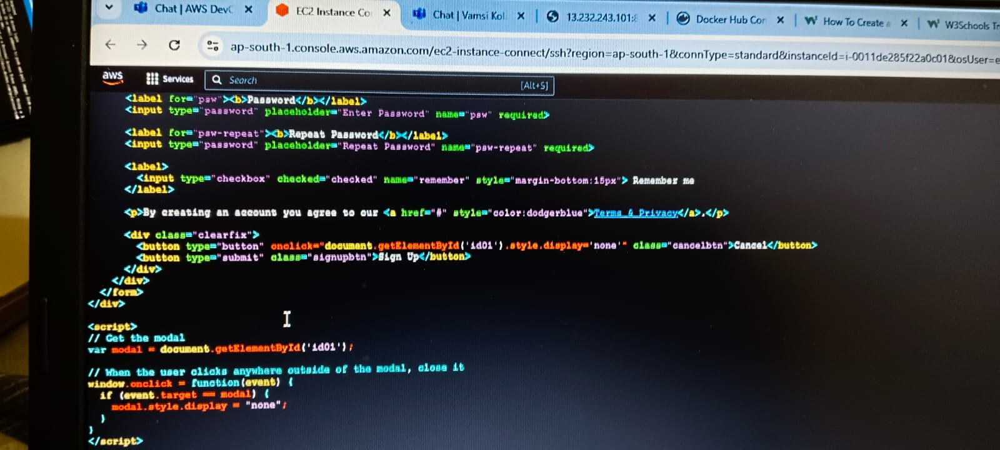 Chat | AWS Dev
EC2 Instance Co
Chat | Vamsi Kol
13.232.243.101:8
Docker Hub Con
How To Create a
W3Schools Tr
ap-south-1.console.aws.amazon.com/ec2-instance-connect/ssh?region=ap-south-1&connType=standard&instanceId=i-0011de285f22a0c01&osUser=e
aws
Services
Search
[Alt+S]
<label for="psw"><b>Password</b></label>
<input type="password" placeholder="Enter Password" name="psw" required>
<label for="psw-repeat"><b>Repeat Password</b></label>
<input type="password" placeholder="Repeat Password" name="psw-repeat" required>
<label>
<input type="checkbox" checked="checked" name="remember" style="margin-bottom:15px"> Remember me
</label>
<p>By creating an account you agree to our <a href="#" style="color:dodgerblue">Terms & Privacy</a>.</p>
<div class="clearfix">
<button type="button" onclick="document.getElementById('id01').style.display='none'" class="cancelbtn">Cancel</button>
<button type="submit" class="signupbtn">Sign Up</button>
</div>
</div>
</form>
</div>
<script>
// Get the modal
var modal = document.getElementById('id01');
// When the user clicks anywhere outside of the modal, close it
window.onclick = function(event) {
if (event.target == modal) {
modal.style.display = "none";
}
}
</script>